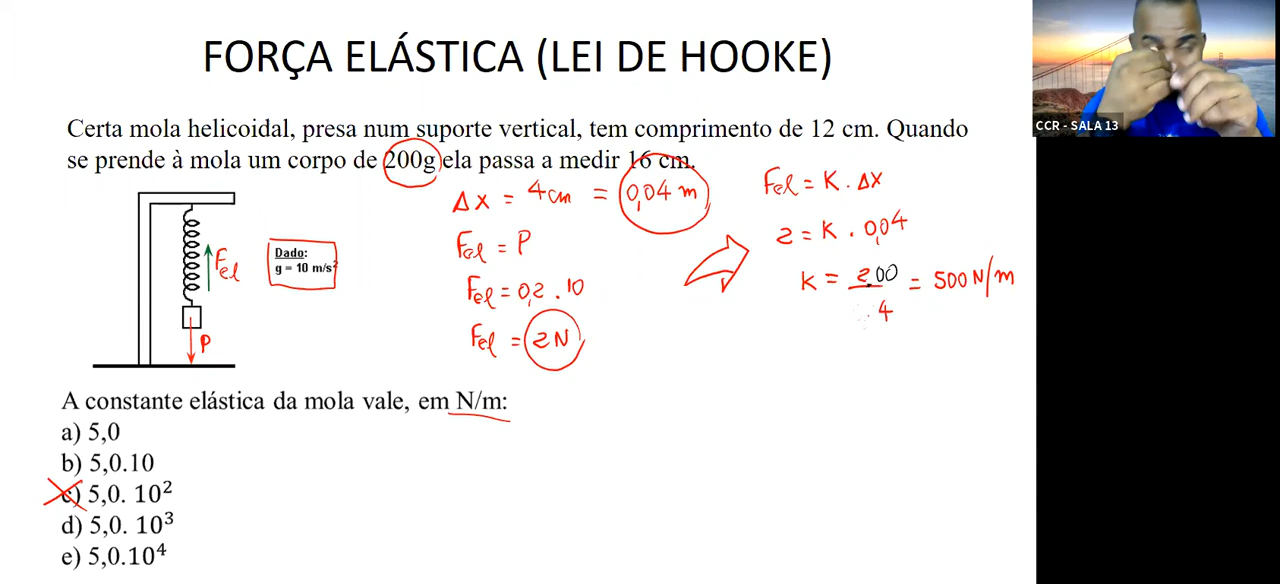 FORÇA ELÁSTICA (LEI DE HOOKE)
CCR - SALA 13
Certa mola helicoidal, presa num suporte vertical, tem comprimento de 12 cm. Quando
se prende à mola um corpo de 200g ela passa a medir 16 cm.
Δx = 4cm = 0,04 m
Fel = P
Fel = 0,2 . 10
Fel = 2N
Fel = K . Δx
2 = K . 0,04
K = 2,00 / 4 = 500 N/m
Fel
P
Dado:
g = 10 m/s²
A constante elástica da mola vale, em N/m:
a) 5,0
b) 5,0.10
c) 5,0. 10²
d) 5,0. 10³
e) 5,0.10⁴